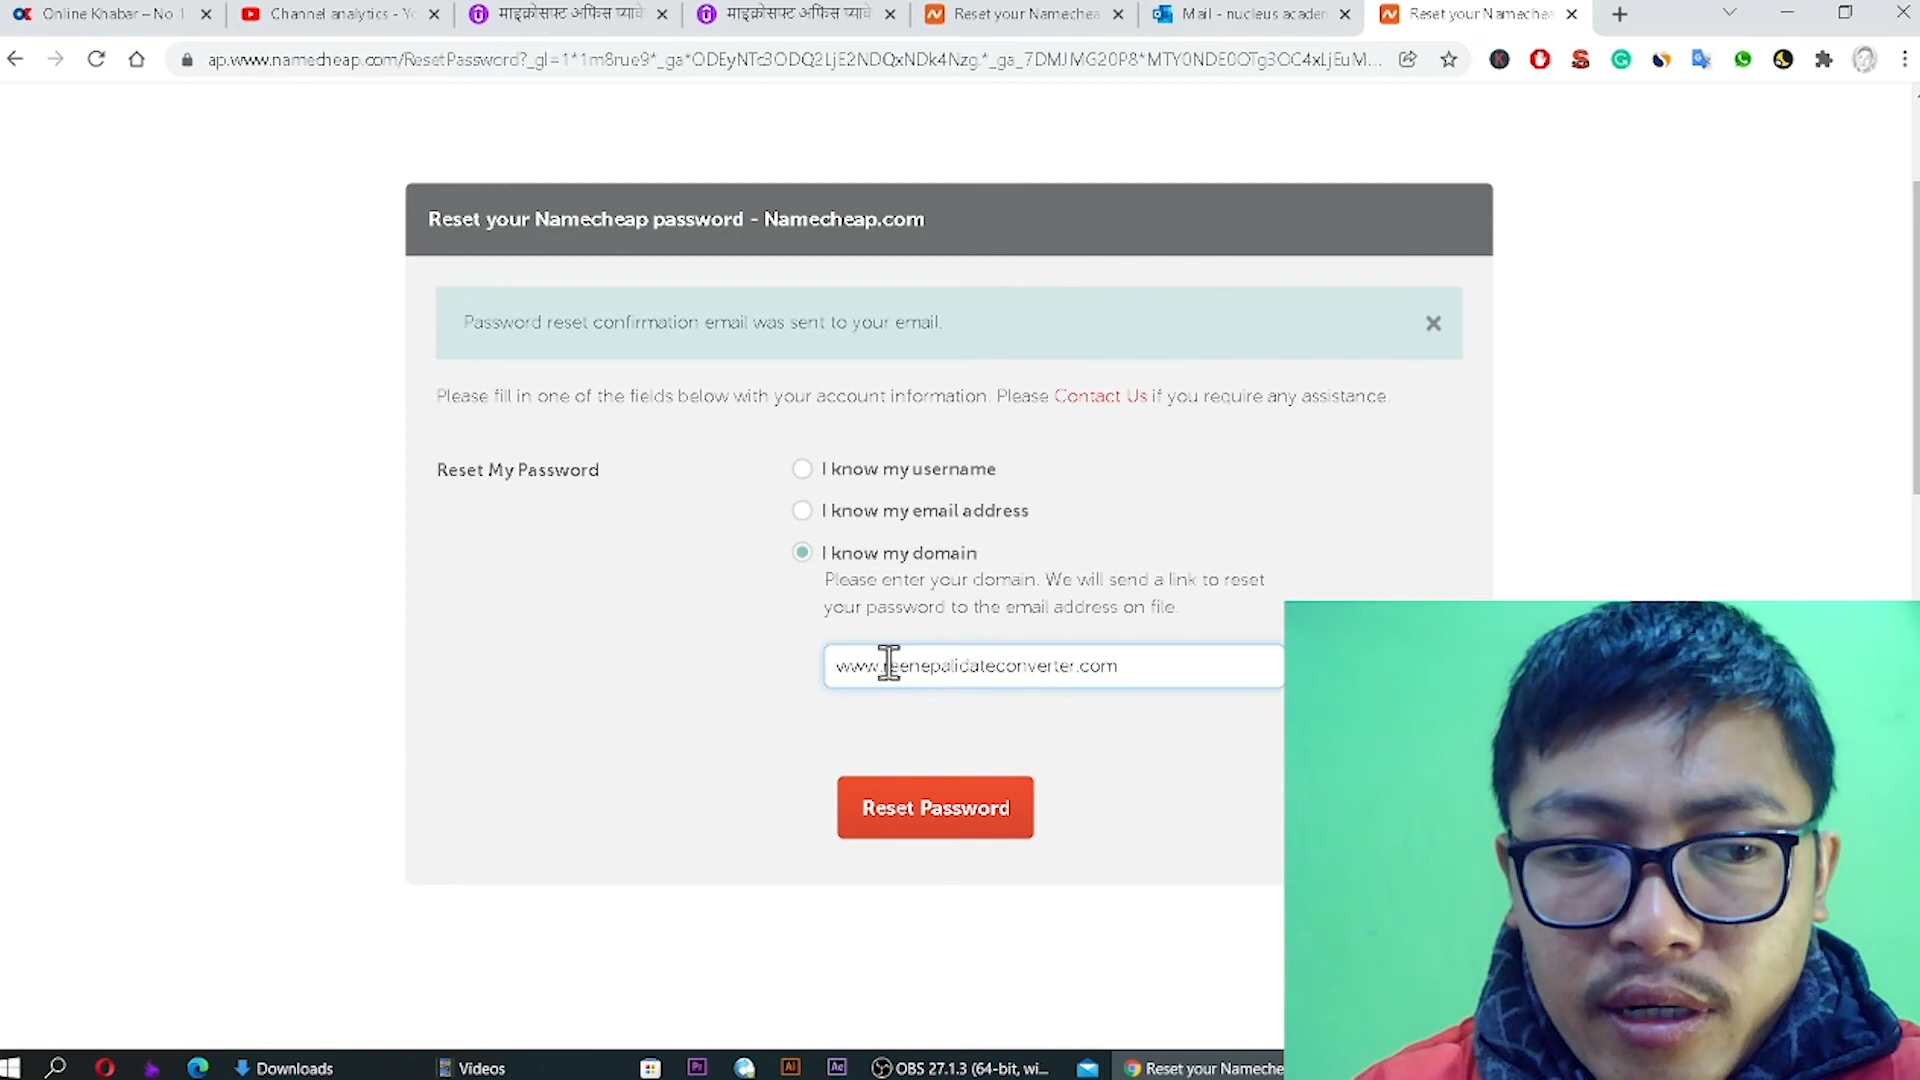 Online Khabar – No 1
Channel analytics - Yo
माइक्रोसफ्ट अफिस प्याके
माइक्रोसफ्ट अफिस प्याके
Reset your Namechea
Mail - nucleus academ
Reset your Namechea
Reset your Namecheap password - Namecheap.com
Password reset confirmation email was sent to your email.
Please fill in one of the fields below with your account information. Please Contact Us if you require any assistance.
Reset My Password
I know my username
I know my email address
I know my domain
Please enter your domain. We will send a link to reset
your password to the email address on file.
Reset Password
Downloads
Videos
OBS 27.1.3 (64-bit, wi...
Reset your Nameche